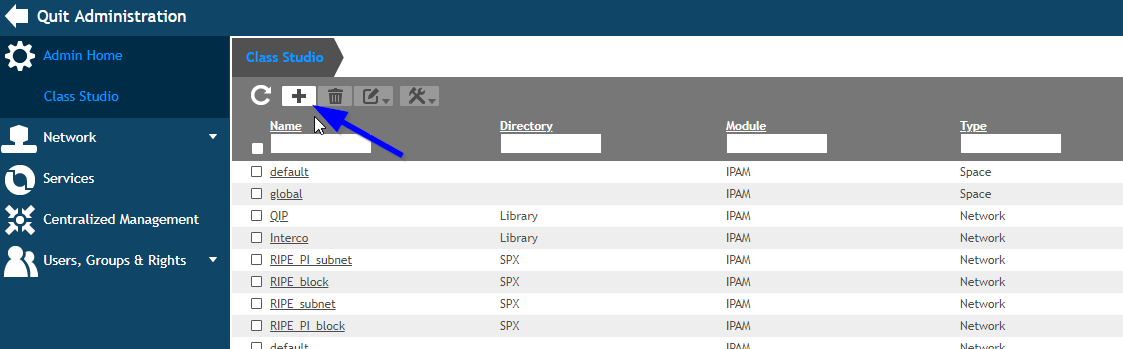 Quit Administration
Admin Home
Class Studio
Network
Services
Centralized Management
Users, Groups & Rights
Class Studio
Name Directory Module Type
default IPAM Space
global IPAM Space
QIP Library IPAM Network
Interco Library IPAM Network
RIPE_PI_subnet SPX IPAM Network
RIPE_block SPX IPAM Network
RIPE_subnet SPX IPAM Network
RIPE_PI_block SPX IPAM Network
default IPAM Network